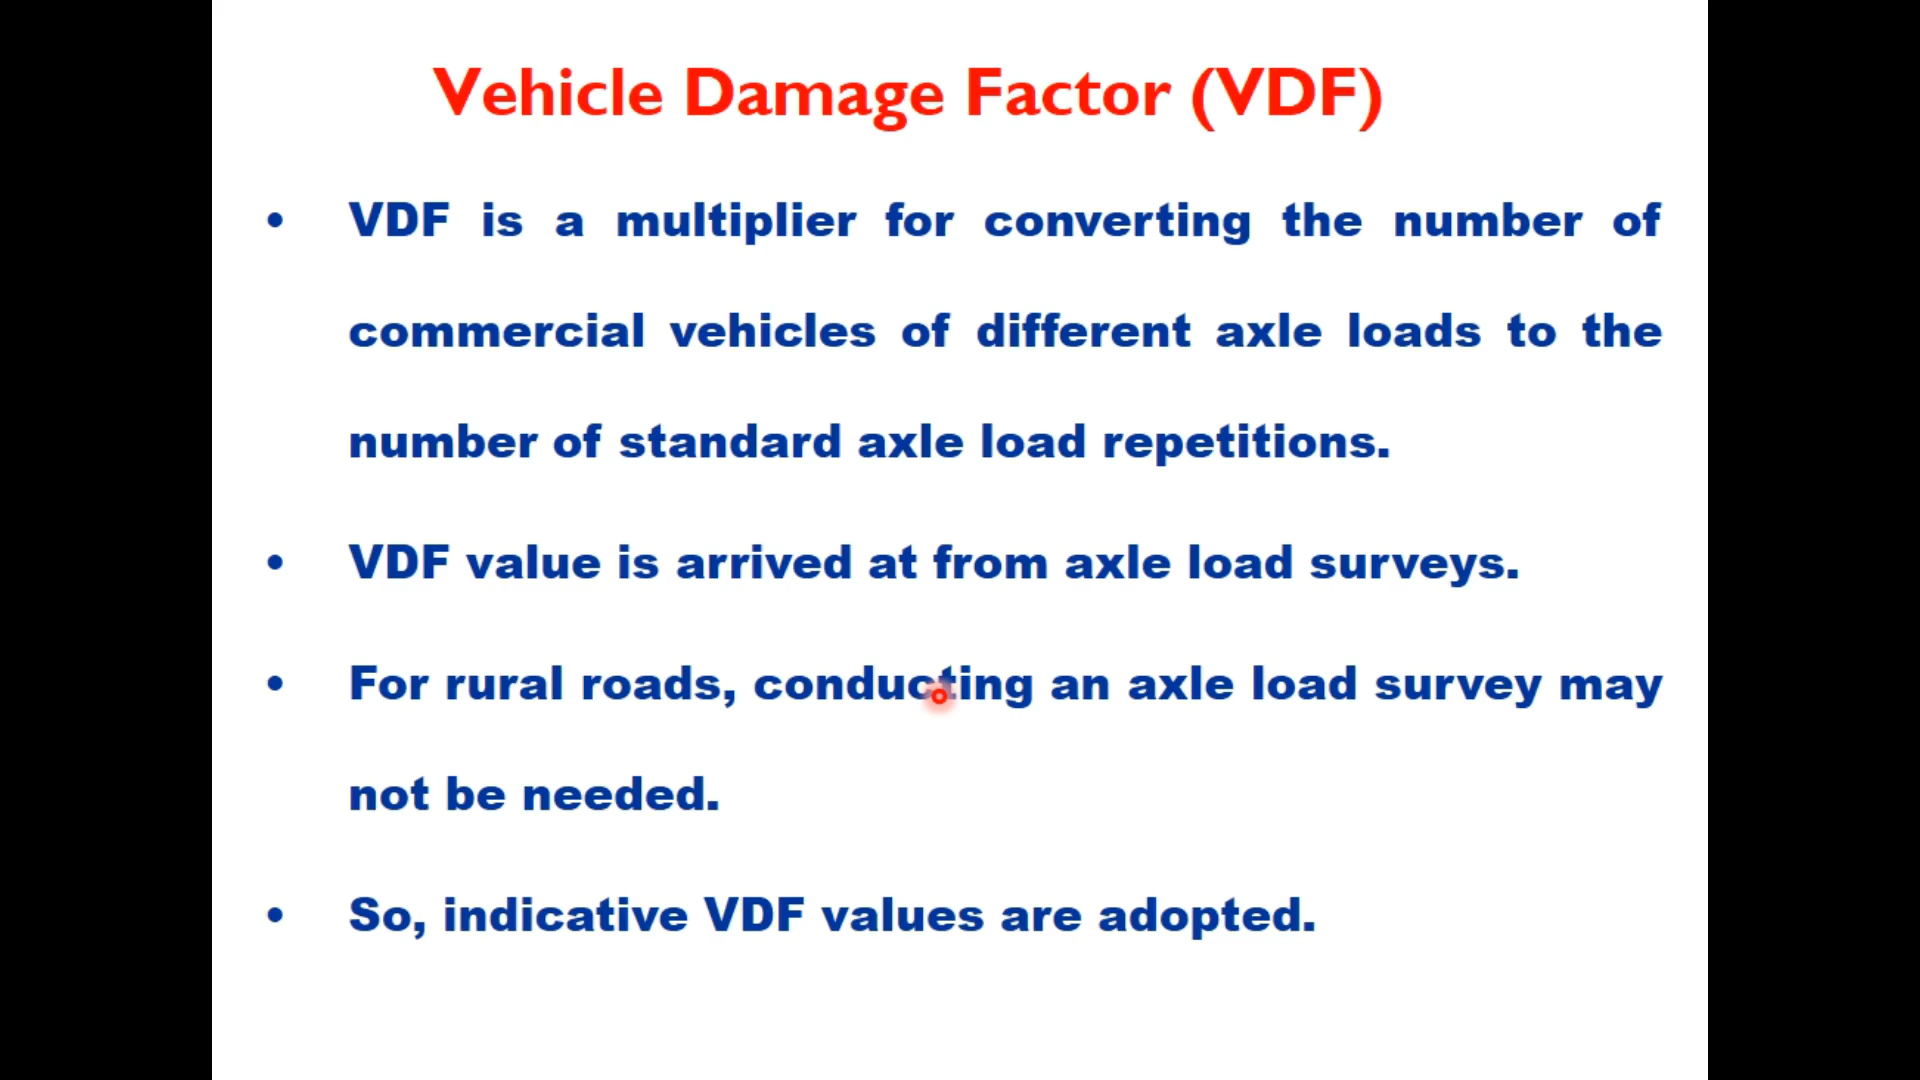 Vehicle Damage Factor (VDF)
• VDF is a multiplier for converting the number of
commercial vehicles of different axle loads to the
number of standard axle load repetitions.
• VDF value is arrived at from axle load surveys.
• For rural roads, conducting an axle load survey may
not be needed.
• So, indicative VDF values are adopted.